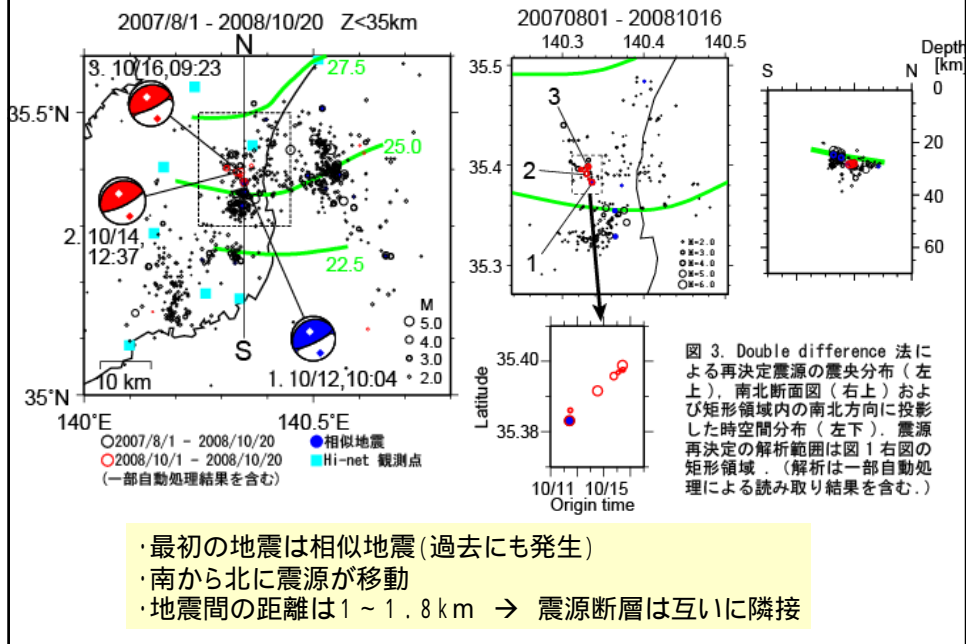 2007/8/1 - 2008/10/20 Z<35km
N
3. 10/16,09:23
27.5
35.5°N
25.0
2. 10/14,
12:37
22.5
M
5.0
4.0
3.0
2.0
S
10 km
1. 10/12,10:04
35°N
140°E
140.5°E
○2007/8/1 - 2008/10/20
●相似地震
○2008/10/1 - 2008/10/20
■Hi-net 観測点
(一部自動処理結果を含む)
20070801 - 20081016
140.3 140.4 140.5
35.5
35.4
35.3
3
2
1
M=2.0
M=3.0
M=4.0
M=5.0
M=6.0
Depth
[km]
S N
0
20
40
60
Latitude
35.40
35.38
10/11 10/15
Origin time
図 3. Double difference 法に
よる再決定震源の震央分布 ( 左
上 ), 南北断面図 ( 右上 ) およ
び矩形領域内の南北方向に投影
した時空間分布 ( 左下 ). 震源
再決定の解析範囲は図 1 右図の
矩形領域 . (解析は一部自動処
理による読み取り結果を含む.)
・最初の地震は相似地震(過去にも発生)
・南から北に震源が移動
・地震間の距離は1~1.8km → 震源断層は互いに隣接